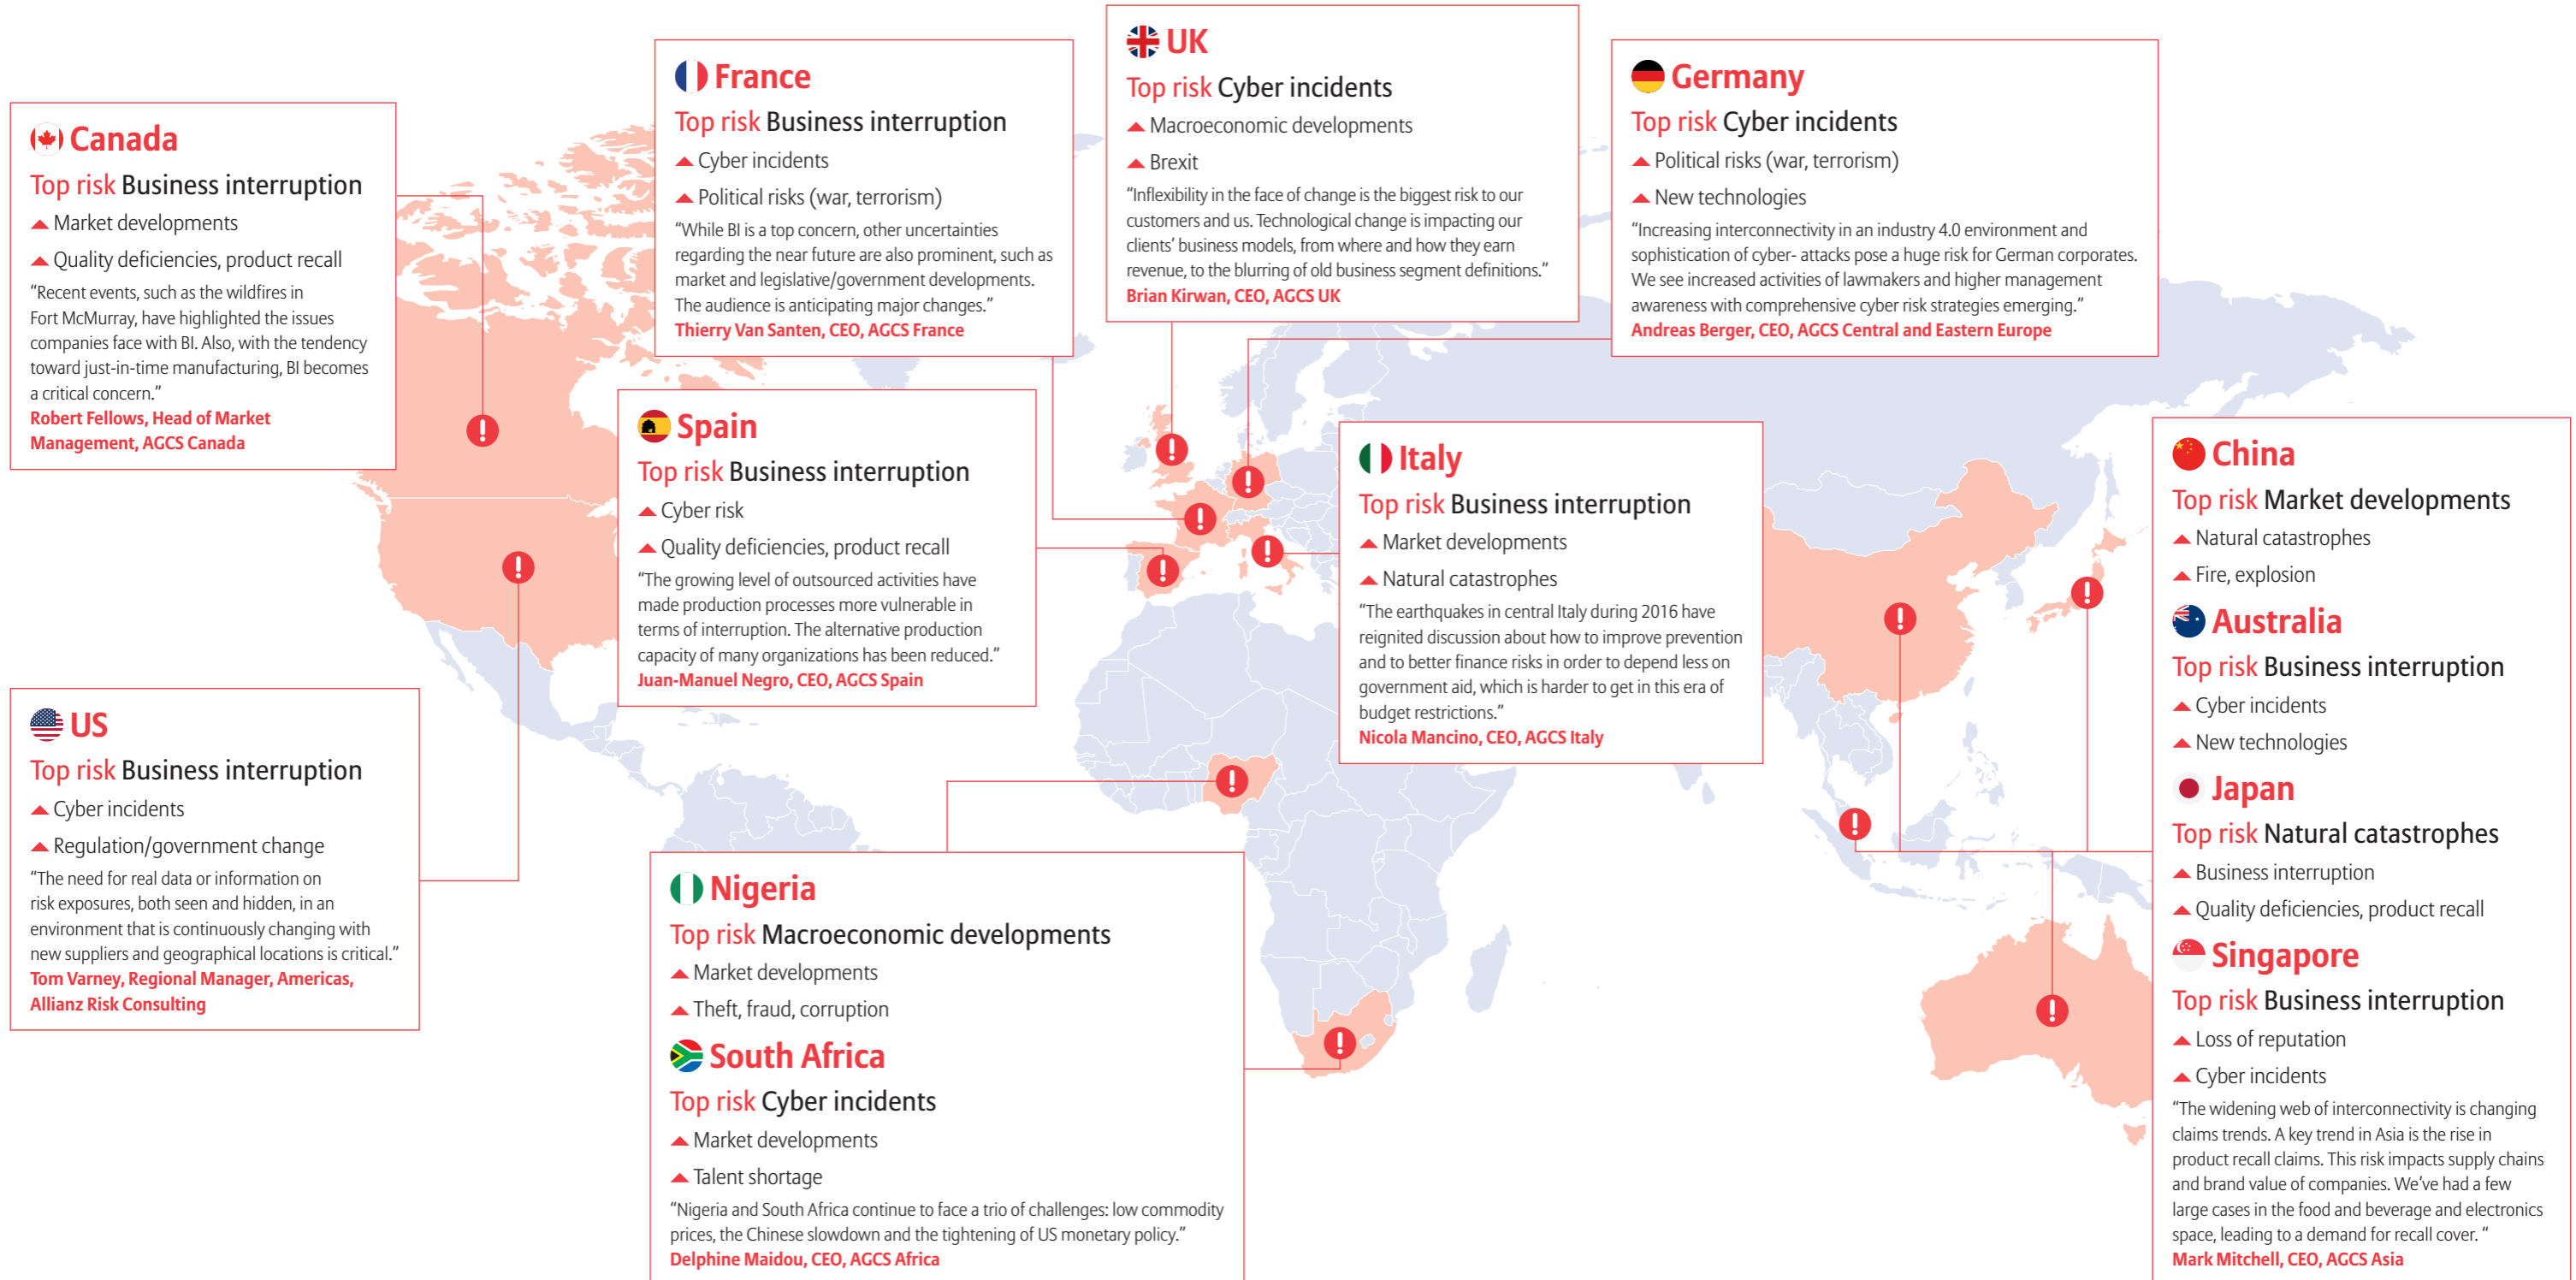 Canada
Top risk Business interruption
Market developments
Quality deficiencies, product recall
“Recent events, such as the wildfires in
Fort McMurray, have highlighted the issues
companies face with BI. Also, with the tendency
toward just-in-time manufacturing, BI becomes
a critical concern.”
Robert Fellows, Head of Market
Management, AGCS Canada
US
Top risk Business interruption
Cyber incidents
Regulation/government change
“The need for real data or information on
risk exposures, both seen and hidden, in an
environment that is continuously changing with
new suppliers and geographical locations is critical.”
Tom Varney, Regional Manager, Americas,
Allianz Risk Consulting
France
Top risk Business interruption
Cyber incidents
Political risks (war, terrorism)
“While BI is a top concern, other uncertainties
regarding the near future are also prominent, such as
market and legislative/government developments.
The audience is anticipating major changes.”
Thierry Van Santen, CEO, AGCS France
Spain
Top risk Business interruption
Cyber risk
Quality deficiencies, product recall
“The growing level of outsourced activities have
made production processes more vulnerable in
terms of interruption. The alternative production
capacity of many organizations has been reduced.”
Juan-Manuel Negro, CEO, AGCS Spain
Nigeria
Top risk Macroeconomic developments
Market developments
Theft, fraud, corruption
South Africa
Top risk Cyber incidents
Market developments
Talent shortage
“Nigeria and South Africa continue to face a trio of challenges: low commodity
prices, the Chinese slowdown and the tightening of US monetary policy.”
Delphine Maidou, CEO, AGCS Africa
UK
Top risk Cyber incidents
Macroeconomic developments
Brexit
“Inflexibility in the face of change is the biggest risk to our
customers and us. Technological change is impacting our
clients’ business models, from where and how they earn
revenue, to the blurring of old business segment definitions.”
Brian Kirwan, CEO, AGCS UK
Germany
Top risk Cyber incidents
Political risks (war, terrorism)
New technologies
“Increasing interconnectivity in an industry 4.0 environment and
sophistication of cyber- attacks pose a huge risk for German corporates.
We see increased activities of lawmakers and higher management
awareness with comprehensive cyber risk strategies emerging.”
Andreas Berger, CEO, AGCS Central and Eastern Europe
Italy
Top risk Business interruption
Market developments
Natural catastrophes
“The earthquakes in central Italy during 2016 have
reignited discussion about how to improve prevention
and to better finance risks in order to depend less on
government aid, which is harder to get in this era of
budget restrictions.”
Nicola Mancino, CEO, AGCS Italy
China
Top risk Market developments
Natural catastrophes
Fire, explosion
Australia
Top risk Business interruption
Cyber incidents
New technologies
Japan
Top risk Natural catastrophes
Business interruption
Quality deficiencies, product recall
Singapore
Top risk Business interruption
Loss of reputation
Cyber incidents
“The widening web of interconnectivity is changing
claims trends. A key trend in Asia is the rise in
product recall claims. This risk impacts supply chains
and brand value of companies. We’ve had a few
large cases in the food and beverage and electronics
space, leading to a demand for recall cover. “
Mark Mitchell, CEO, AGCS Asia